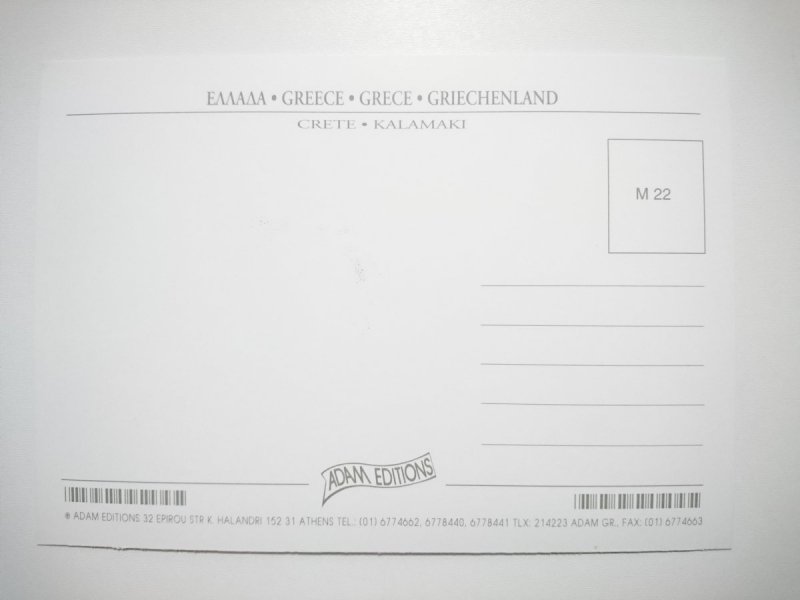 ΕΛΛΑΔΑ • GREECE • GRECE • GRIECHENLAND
CRETE • KALAMAKI
M 22
ADAM EDITIONS
® ADAM EDITIONS 32 EPIROU STR K. HALANDRI 152 31 ATHENS TEL.: (01) 6774662, 6778440, 6778441 TLX: 214223 ADAM GR., FAX: (01) 6774663